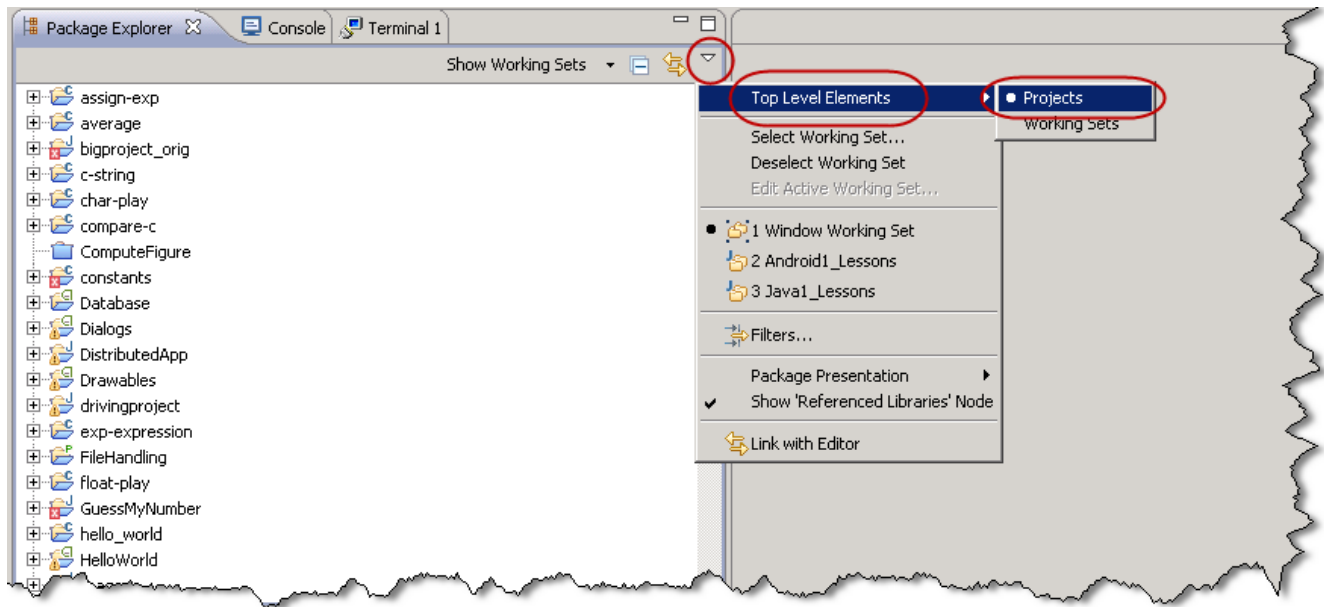 Package Explorer Console Terminal 1
Show Working Sets
assign-exp
average
bigproject_orig
c-string
char-play
compare-c
ComputeFigure
constants
Database
Dialogs
DistributedApp
Drawables
drivingproject
exp-expression
FileHandling
float-play
GuessMyNumber
hello_world
HelloWorld
Top Level Elements
Select Working Set...
Deselect Working Set
Edit Active Working Set...
1 Window Working Set
2 Android1_Lessons
3 Java1_Lessons
Filters...
Package Presentation
Show 'Referenced Libraries' Node
Link with Editor
Projects
Working Sets